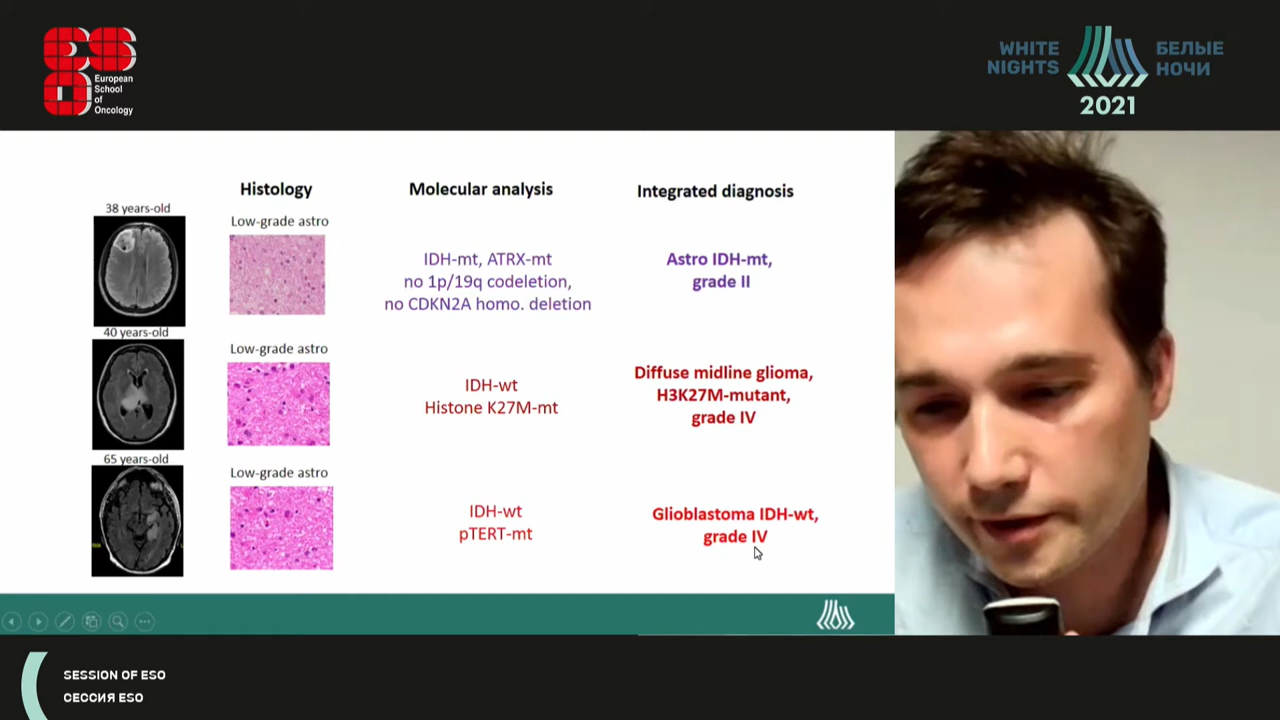 European
School
of
Oncology
WHITE
NIGHTS
БЕЛЫЕ
НОЧИ
2021
Histology
Molecular analysis
Integrated diagnosis
38 years-old
Low-grade astro
IDH-mt, ATRX-mt
no 1p/19q codeletion,
no CDKN2A homo. deletion
Astro IDH-mt,
grade II
40 years-old
Low-grade astro
IDH-wt
Histone K27M-mt
Diffuse midline glioma,
H3K27M-mutant,
grade IV
65 years-old
Low-grade astro
IDH-wt
pTERT-mt
Glioblastoma IDH-wt,
grade IV
SESSION OF ESO
СЕССИЯ ESO